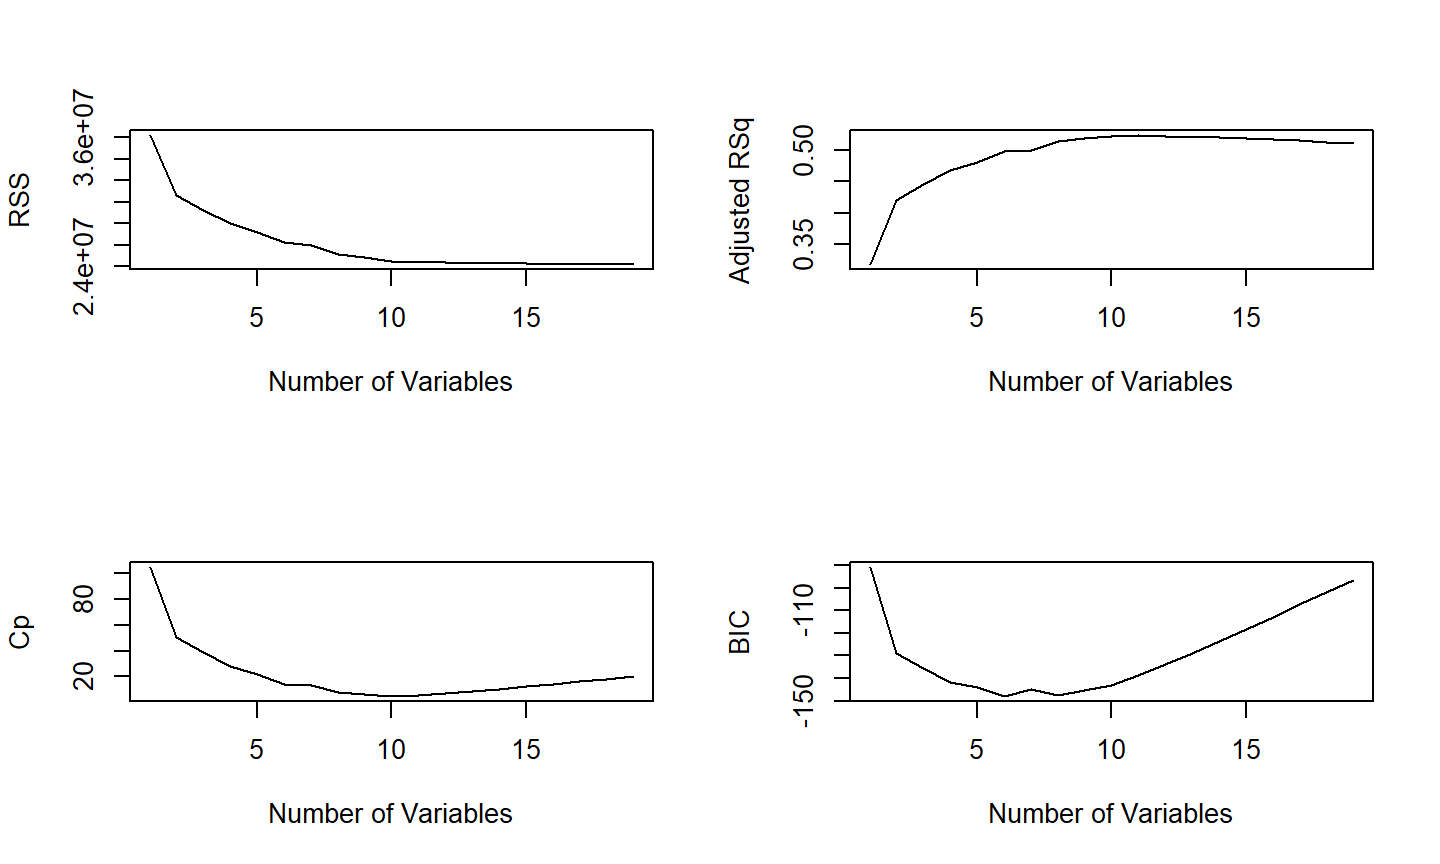 RSS
2.4e+07 3.6e+07
5 10 15
Number of Variables
Adjusted RSq
0.35 0.50
5 10 15
Number of Variables
Cp
20 80
5 10 15
Number of Variables
BIC
-150 -110
5 10 15
Number of Variables